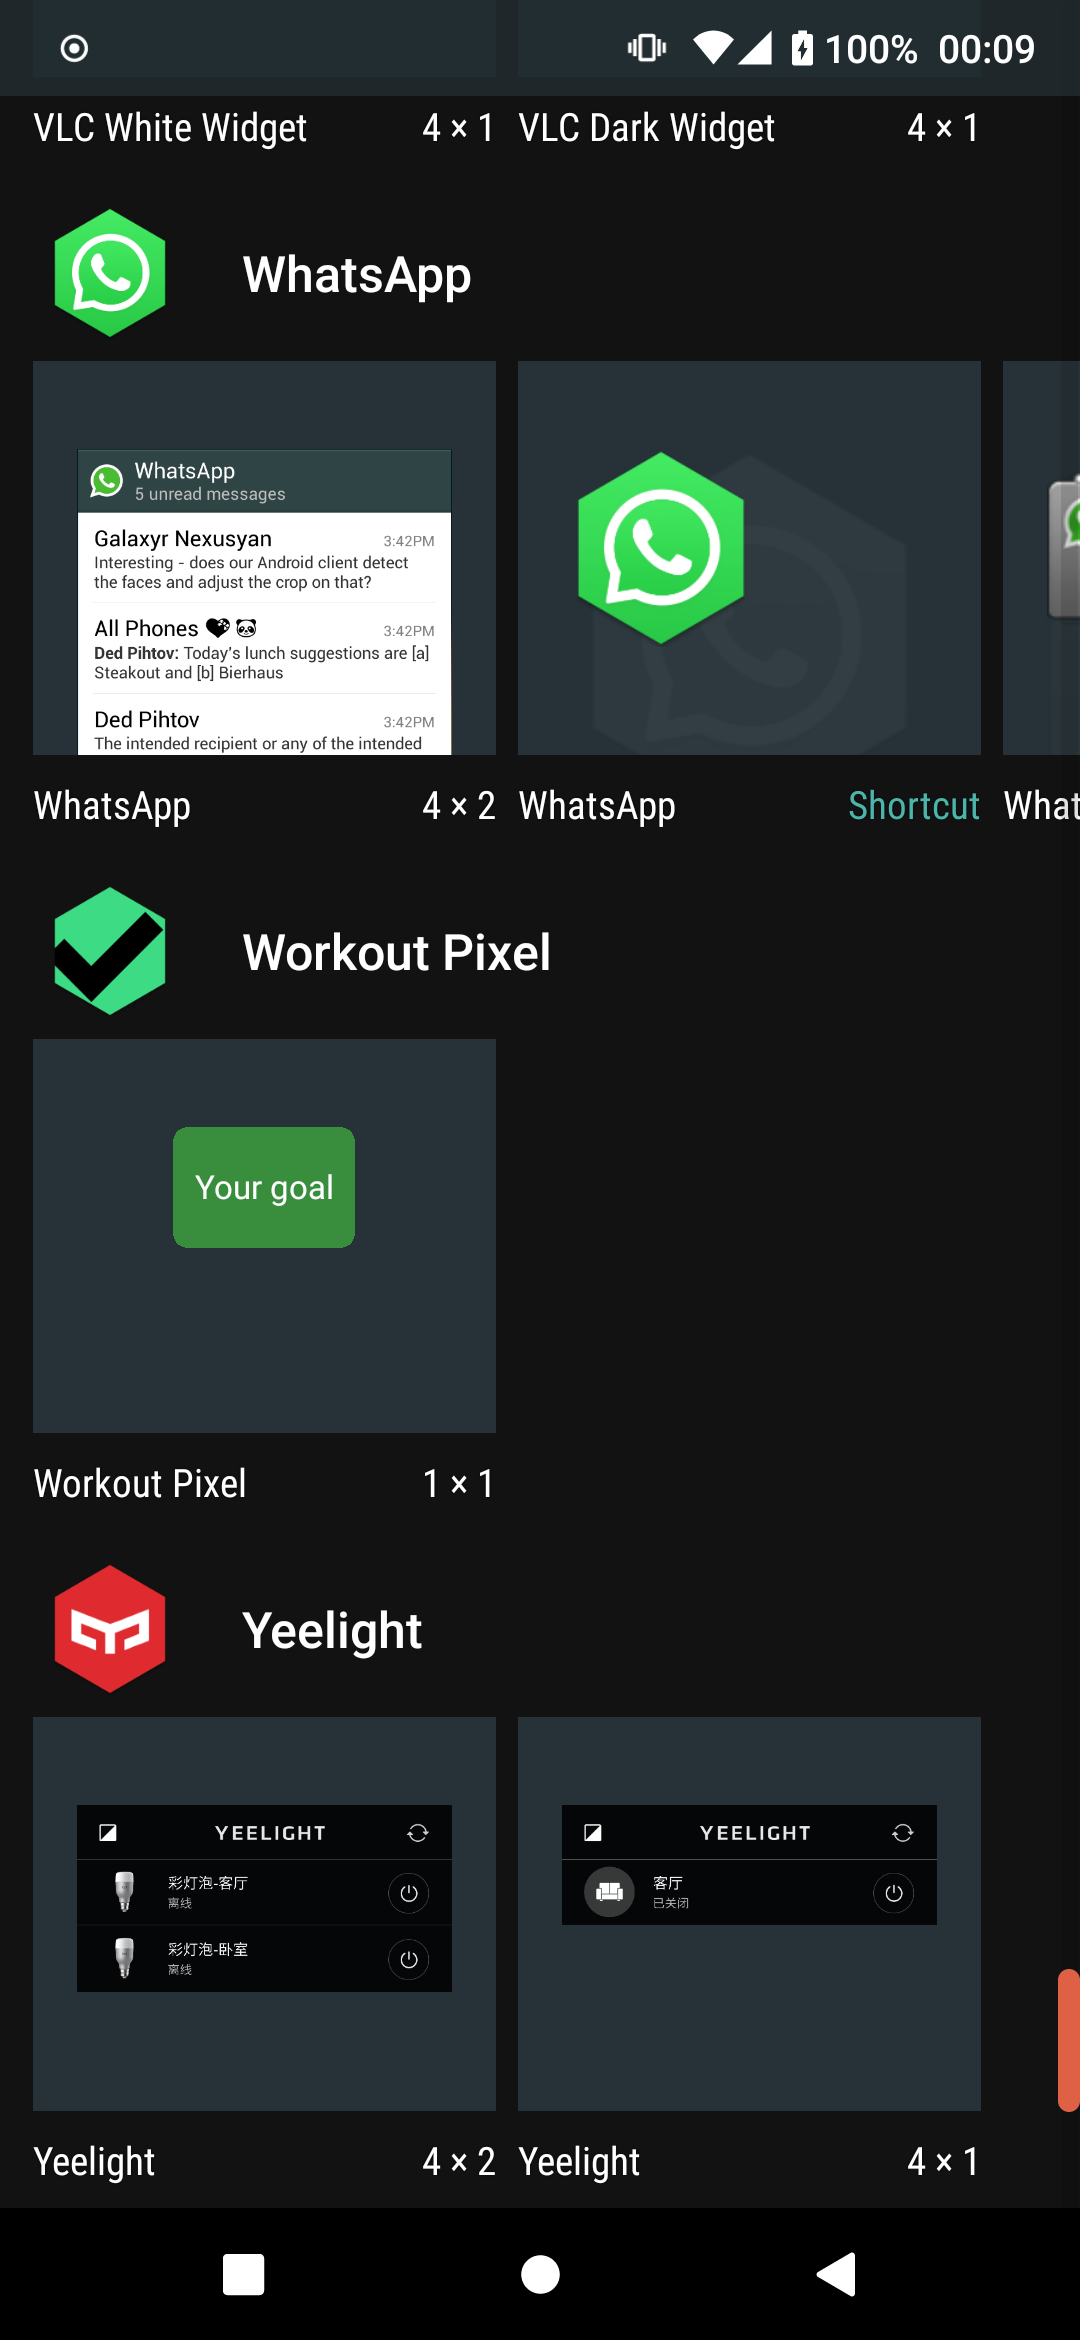 100% 00:09
VLC White Widget 4 × 1 VLC Dark Widget 4 × 1
WhatsApp
WhatsApp
5 unread messages
Galaxyr Nexusyan 3:42PM
Interesting - does our Android client detect
the faces and adjust the crop on that?
All Phones 3:42PM
Ded Pihtov: Today's lunch suggestions are [a]
Steakout and [b] Bierhaus
Ded Pihtov 3:42PM
The intended recipient or any of the intended
WhatsApp 4 × 2 WhatsApp Shortcut What
Workout Pixel
Your goal
Workout Pixel 1 × 1
Yeelight
YEELIGHT
彩灯泡-客厅
离线
彩灯泡-卧室
离线
YEELIGHT
客厅
已关闭
Yeelight 4 × 2 Yeelight 4 × 1